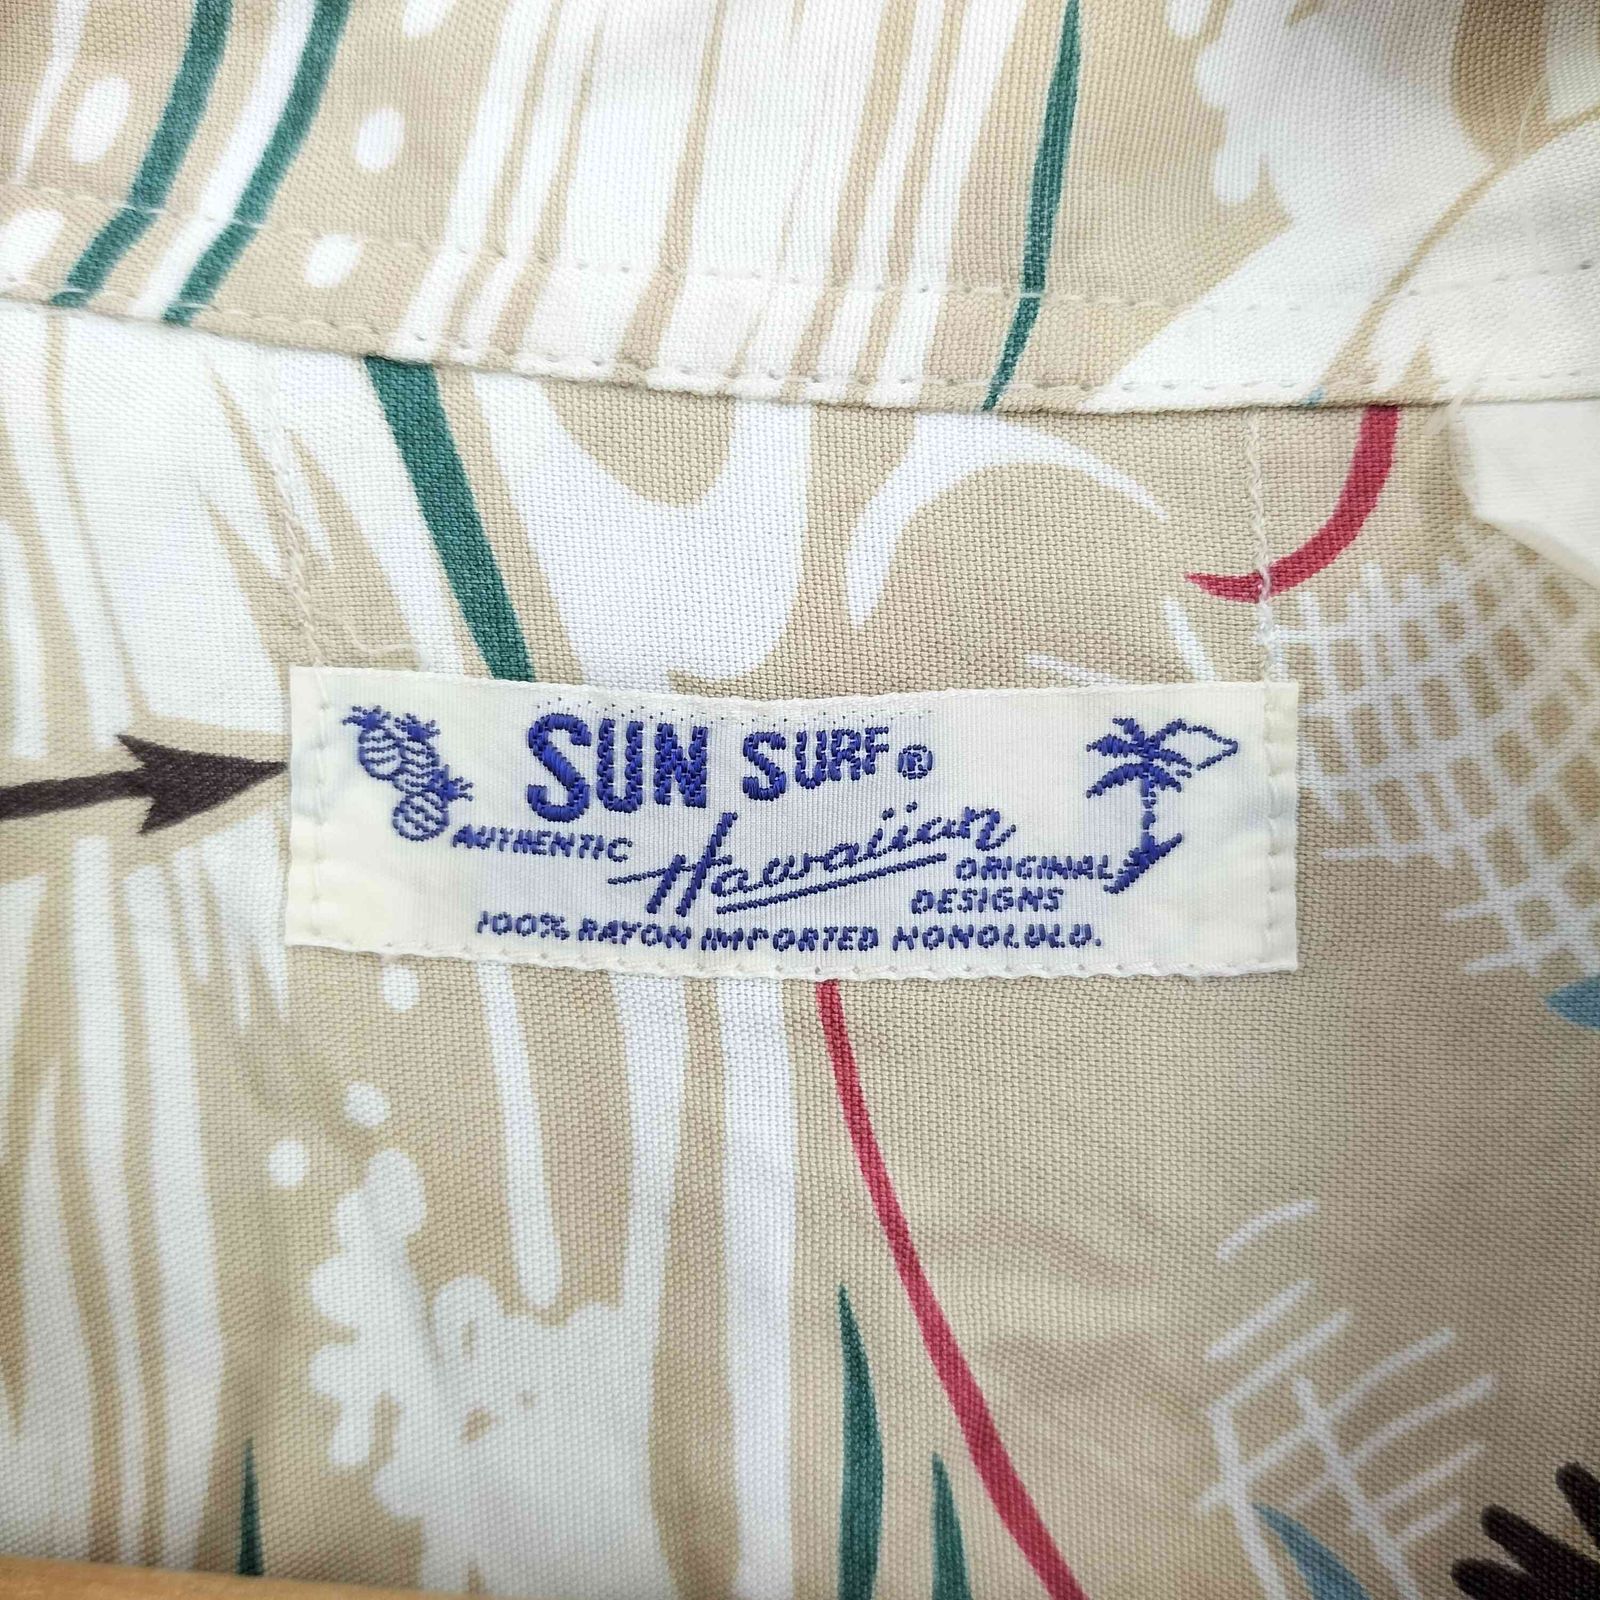 SUN SURF®
AUTHENTIC Hawaiian ORIGINAL
DESIGNS
100% RAYON IMPORTED HONOLULU.